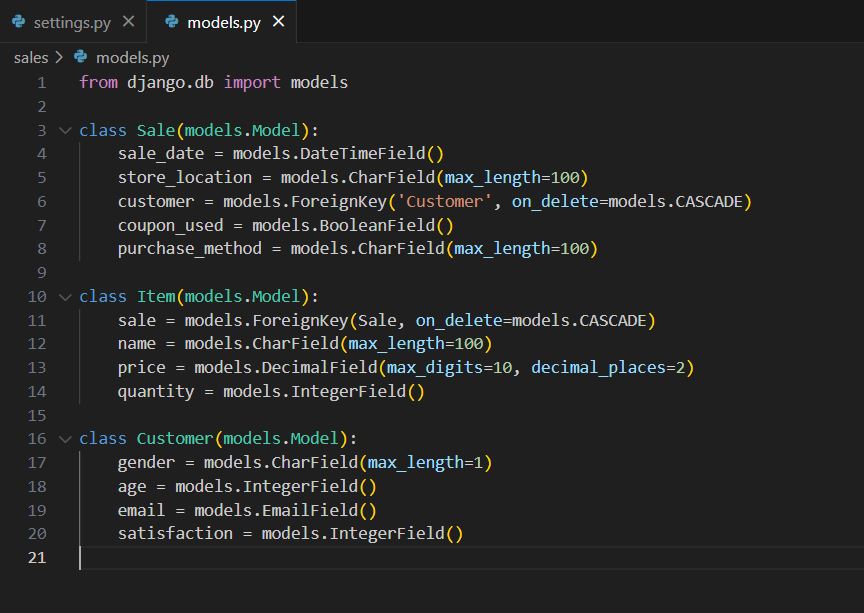 settings.py
models.py
sales > models.py
1 from django.db import models
2
3 class Sale(models.Model):
4     sale_date = models.DateTimeField()
5     store_location = models.CharField(max_length=100)
6     customer = models.ForeignKey('Customer', on_delete=models.CASCADE)
7     coupon_used = models.BooleanField()
8     purchase_method = models.CharField(max_length=100)
9
10 class Item(models.Model):
11     sale = models.ForeignKey(Sale, on_delete=models.CASCADE)
12     name = models.CharField(max_length=100)
13     price = models.DecimalField(max_digits=10, decimal_places=2)
14     quantity = models.IntegerField()
15
16 class Customer(models.Model):
17     gender = models.CharField(max_length=1)
18     age = models.IntegerField()
19     email = models.EmailField()
20     satisfaction = models.IntegerField()
21